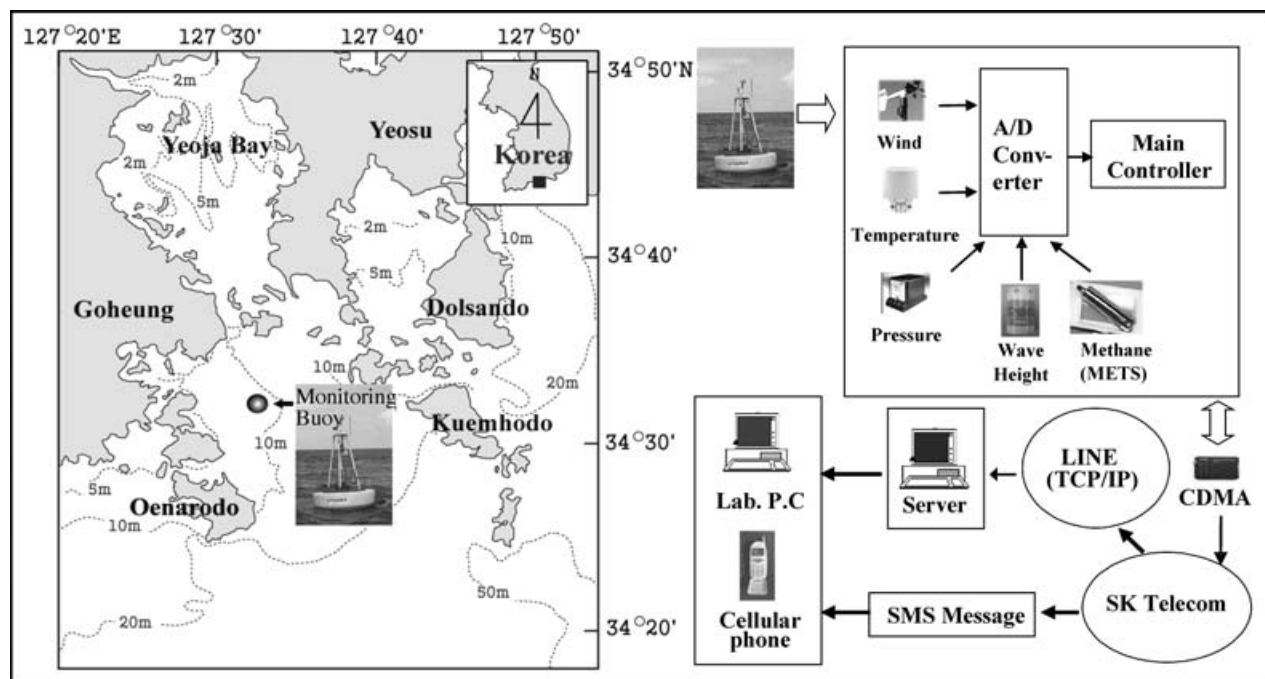 127°20'E
127°30'
127°40'
127°50'
34°50'N
34°40'
34°30'
34°20'
2m
Yeoja Bay
2m
5m
Yeosu
N
Korea
2m
5m
10m
Goheung
Dolsando
10m
20m
Monitoring
Buoy
10m
Kuemhodo
5m
Oenarodo
10m
20m
50m
Wind
Temperature
Pressure
A/D
Conv-
erter
Main
Controller
Wave
Height
Methane
(METS)
Lab. P.C
Cellular
phone
Server
LINE
(TCP/IP)
CDMA
SMS Message
SK Telecom